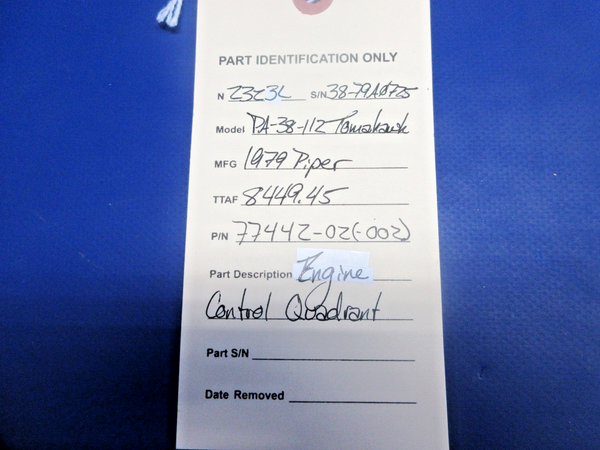 PART IDENTIFICATION ONLY
N 2323L S/N 38-79A0725
Model PA-38-112 Tomahawk
MFG 1979 Piper
TTAF 8449.45
P/N 77442-02(-002)
Part Description Engine
Control Quadrant
Part S/N
Date Removed